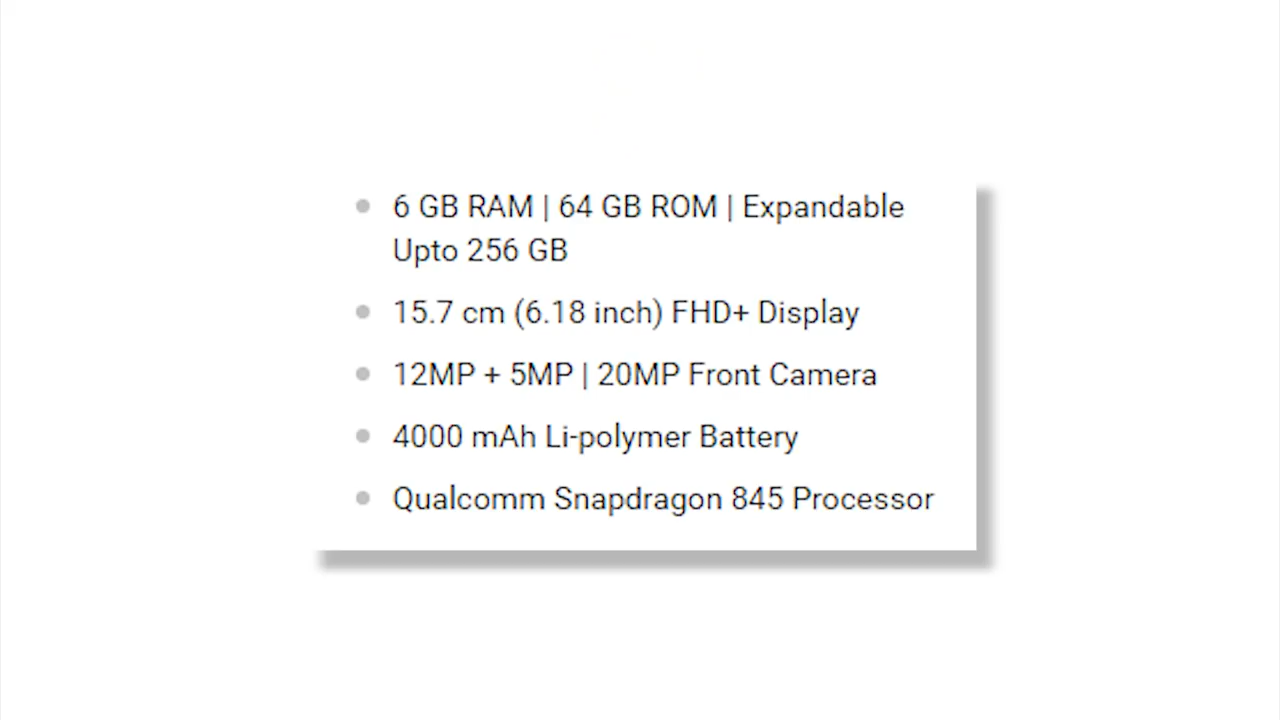 6 GB RAM | 64 GB ROM | Expandable
Upto 256 GB
15.7 cm (6.18 inch) FHD+ Display
12MP + 5MP | 20MP Front Camera
4000 mAh Li-polymer Battery
Qualcomm Snapdragon 845 Processor